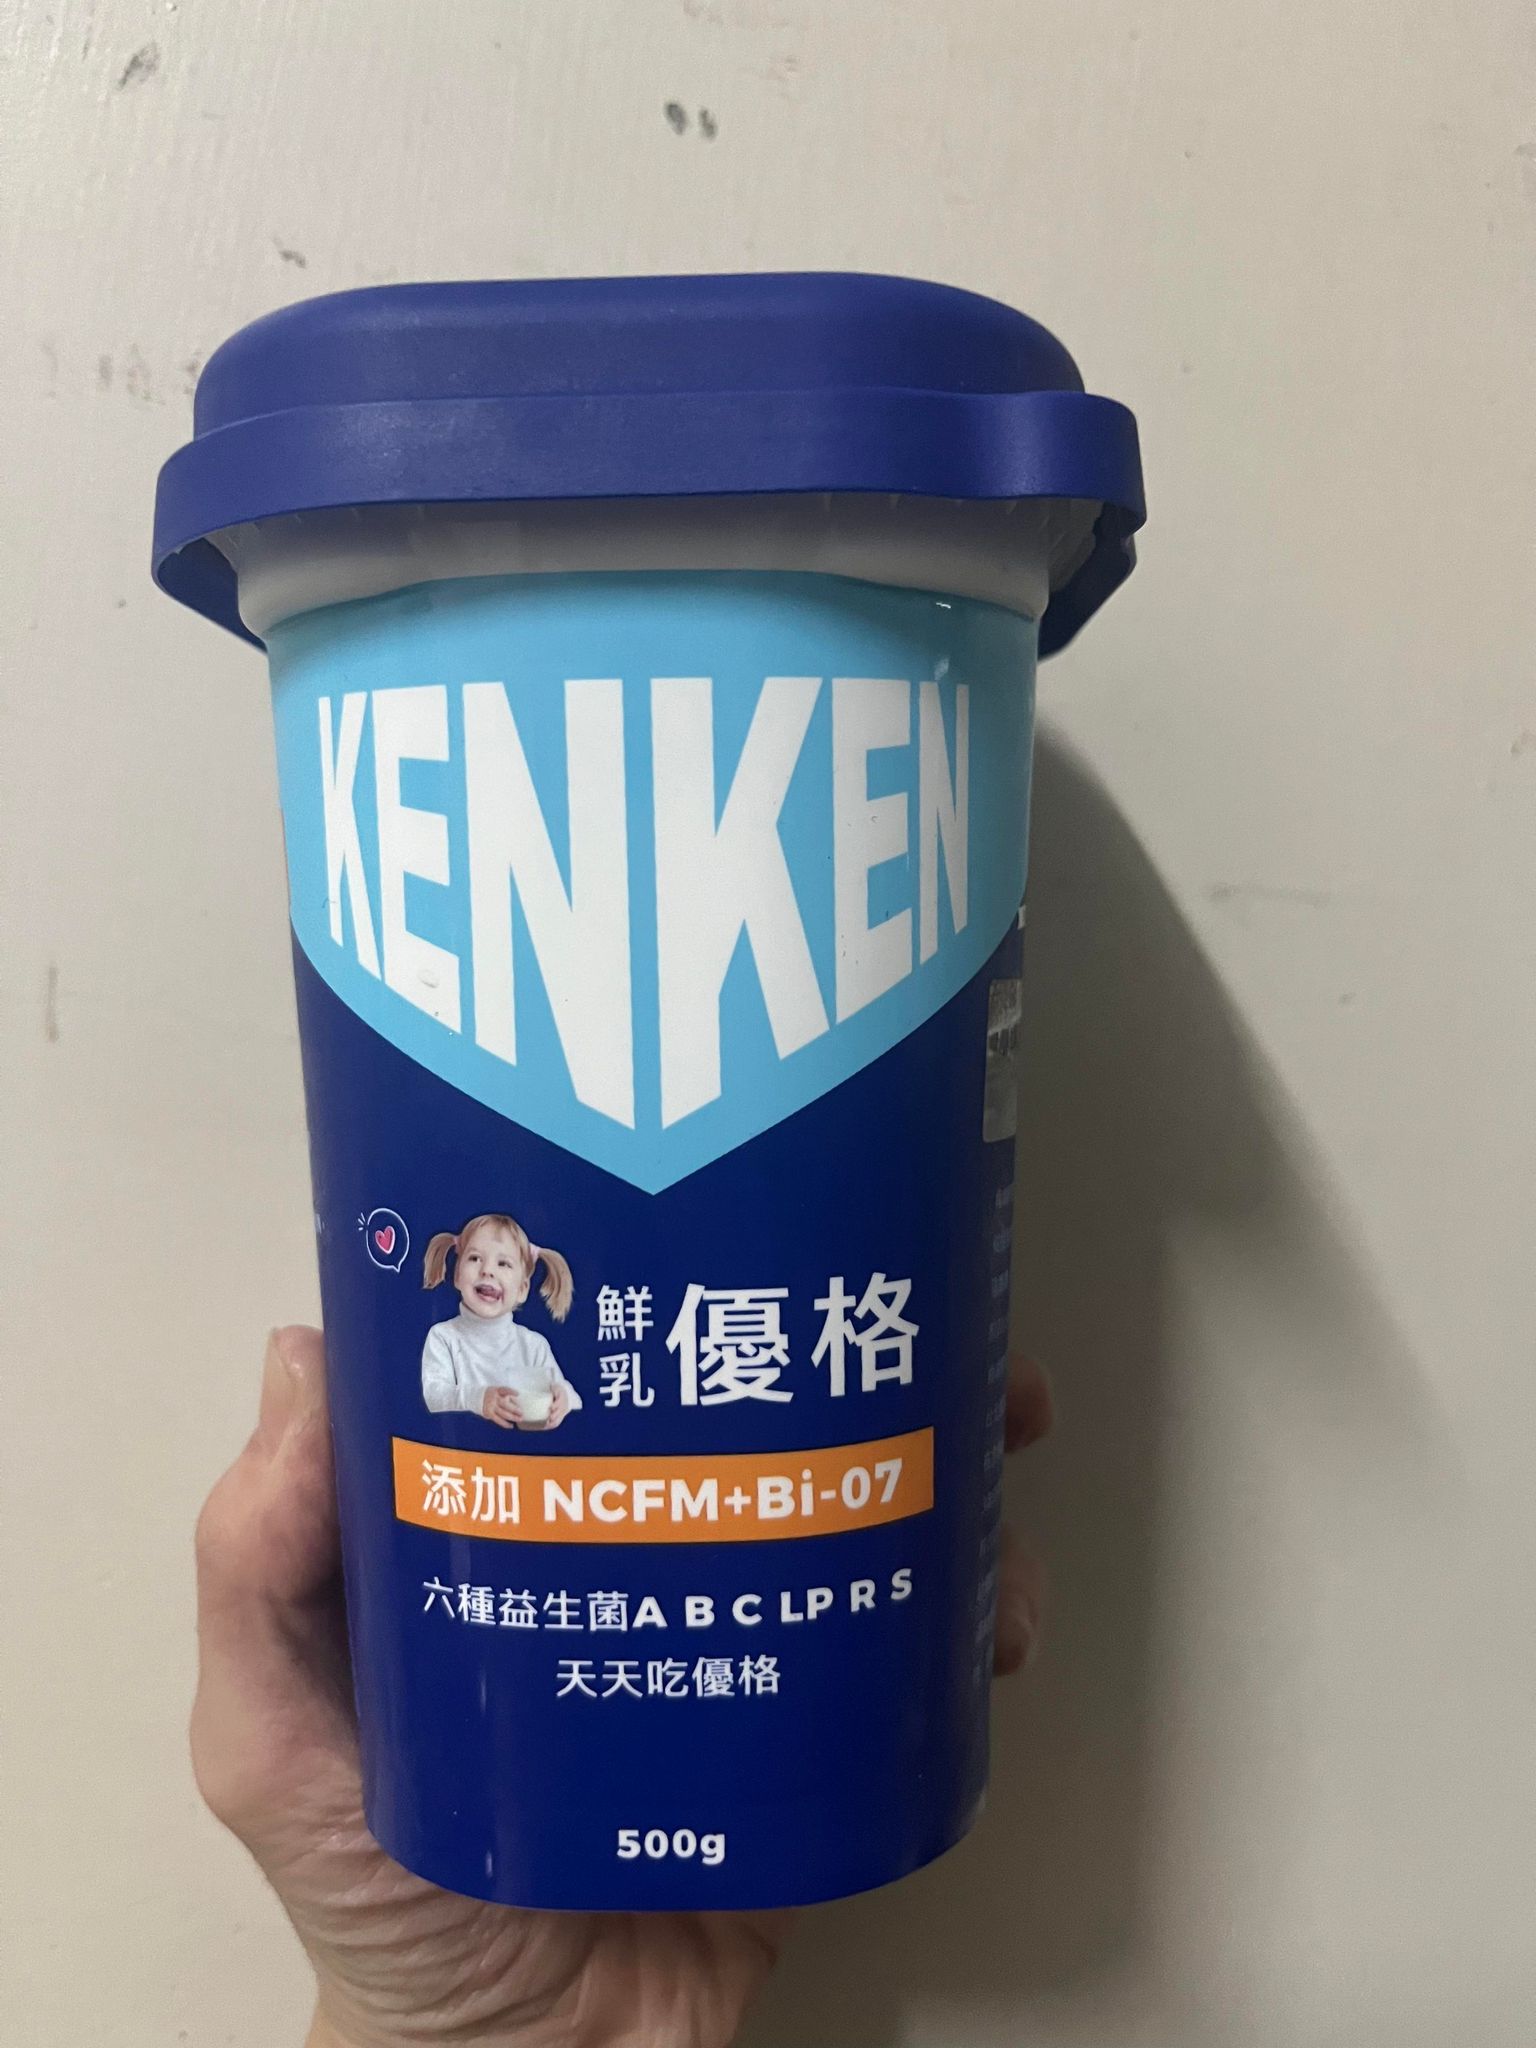 KENKEN
鮮乳優格
添加 NCFM+Bi-07
六種益生菌A B C LP R S
天天吃優格
500g